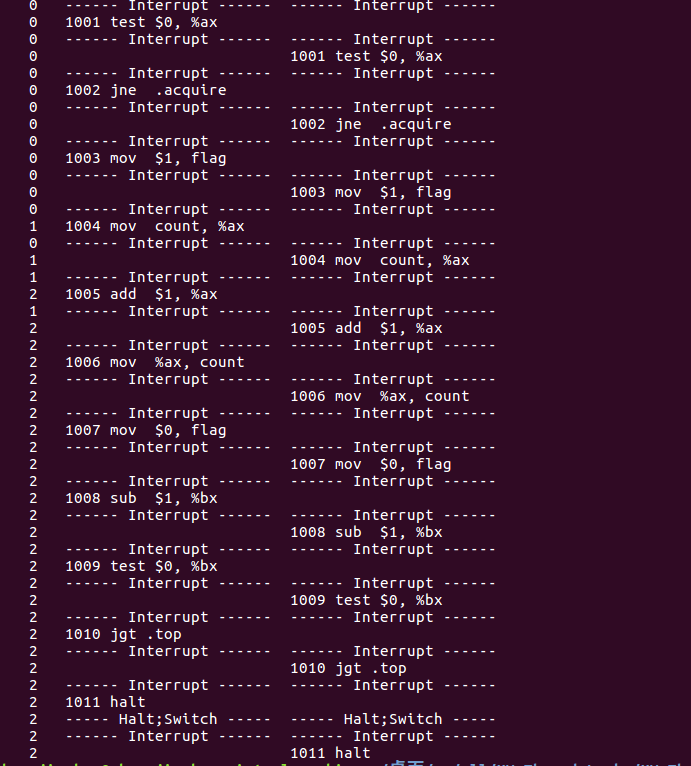 0   ------ Interrupt ------  ------ Interrupt ------
0   1001 test $0, %ax
0   ------ Interrupt ------  ------ Interrupt ------
0                            1001 test $0, %ax
0   ------ Interrupt ------  ------ Interrupt ------
0   1002 jne  .acquire
0   ------ Interrupt ------  ------ Interrupt ------
0                            1002 jne  .acquire
0   ------ Interrupt ------  ------ Interrupt ------
0   1003 mov  $1, flag
0   ------ Interrupt ------  ------ Interrupt ------
0                            1003 mov  $1, flag
0   ------ Interrupt ------  ------ Interrupt ------
1   1004 mov  count, %ax
0   ------ Interrupt ------  ------ Interrupt ------
1                            1004 mov  count, %ax
1   ------ Interrupt ------  ------ Interrupt ------
2   1005 add  $1, %ax
1   ------ Interrupt ------  ------ Interrupt ------
2                            1005 add  $1, %ax
2   ------ Interrupt ------  ------ Interrupt ------
2   1006 mov  %ax, count
2   ------ Interrupt ------  ------ Interrupt ------
2                            1006 mov  %ax, count
2   ------ Interrupt ------  ------ Interrupt ------
2   1007 mov  $0, flag
2   ------ Interrupt ------  ------ Interrupt ------
2                            1007 mov  $0, flag
2   ------ Interrupt ------  ------ Interrupt ------
2   1008 sub  $1, %bx
2   ------ Interrupt ------  ------ Interrupt ------
2                            1008 sub  $1, %bx
2   ------ Interrupt ------  ------ Interrupt ------
2   1009 test $0, %bx
2   ------ Interrupt ------  ------ Interrupt ------
2                            1009 test $0, %bx
2   ------ Interrupt ------  ------ Interrupt ------
2   1010 jgt .top
2   ------ Interrupt ------  ------ Interrupt ------
2                            1010 jgt .top
2   ------ Interrupt ------  ------ Interrupt ------
2   1011 halt
2   ----- Halt;Switch -----  ----- Halt;Switch -----
2   ------ Interrupt ------  ------ Interrupt ------
2                            1011 halt